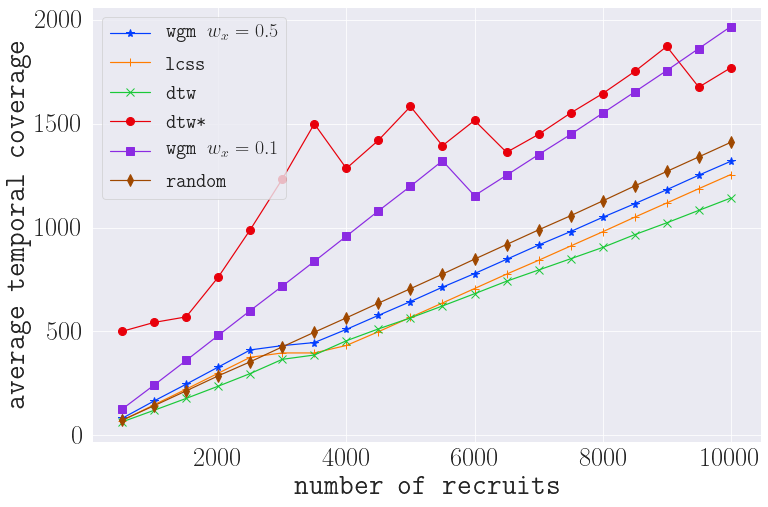 average temporal coverage
2000
1500
1000
500
0
wgm w_x = 0.5
lcss
dtw
dtw*
wgm w_x = 0.1
random
2000 4000 6000 8000 10000
number of recruits